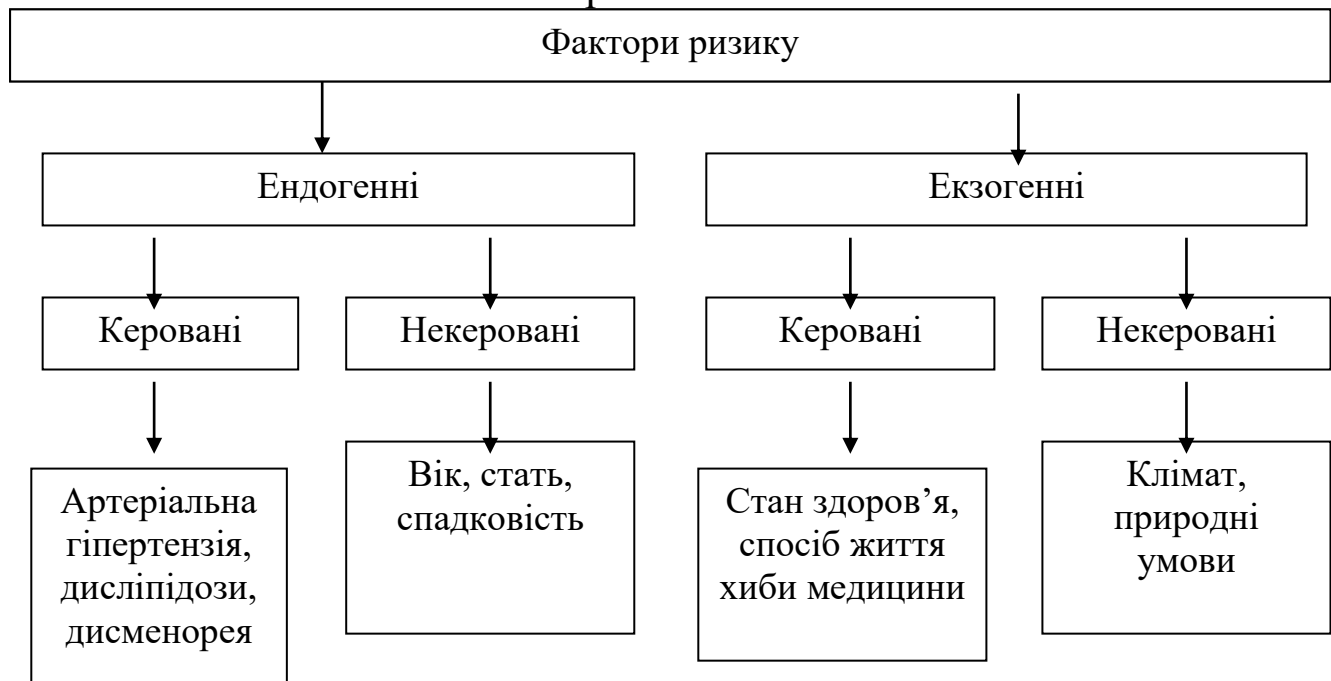 Фактори ризику
Ендогенні
Екзогенні
Керовані
Некеровані
Керовані
Некеровані
Артеріальна
гіпертензія,
дисліпідози,
дисменорея
Вік, стать,
спадковість
Стан здоров’я,
спосіб життя
хиби медицини
Клімат,
природні
умови